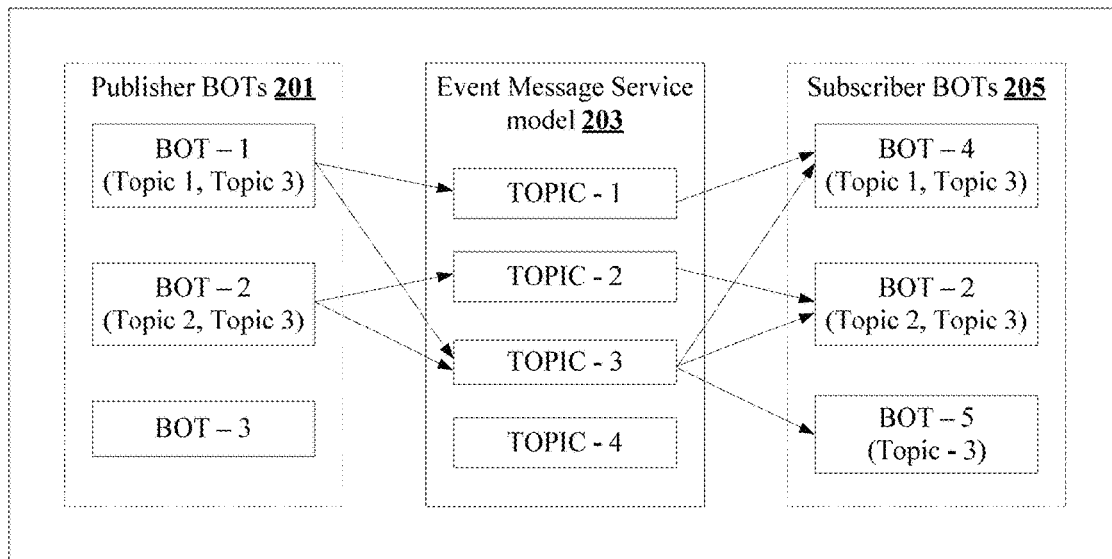 Publisher BOTs 201
BOT – 1
(Topic 1, Topic 3)
BOT – 2
(Topic 2, Topic 3)
BOT – 3
Event Message Service
model 203
TOPIC - 1
TOPIC - 2
TOPIC - 3
TOPIC - 4
Subscriber BOTs 205
BOT – 4
(Topic 1, Topic 3)
BOT – 2
(Topic 2, Topic 3)
BOT – 5
(Topic - 3)